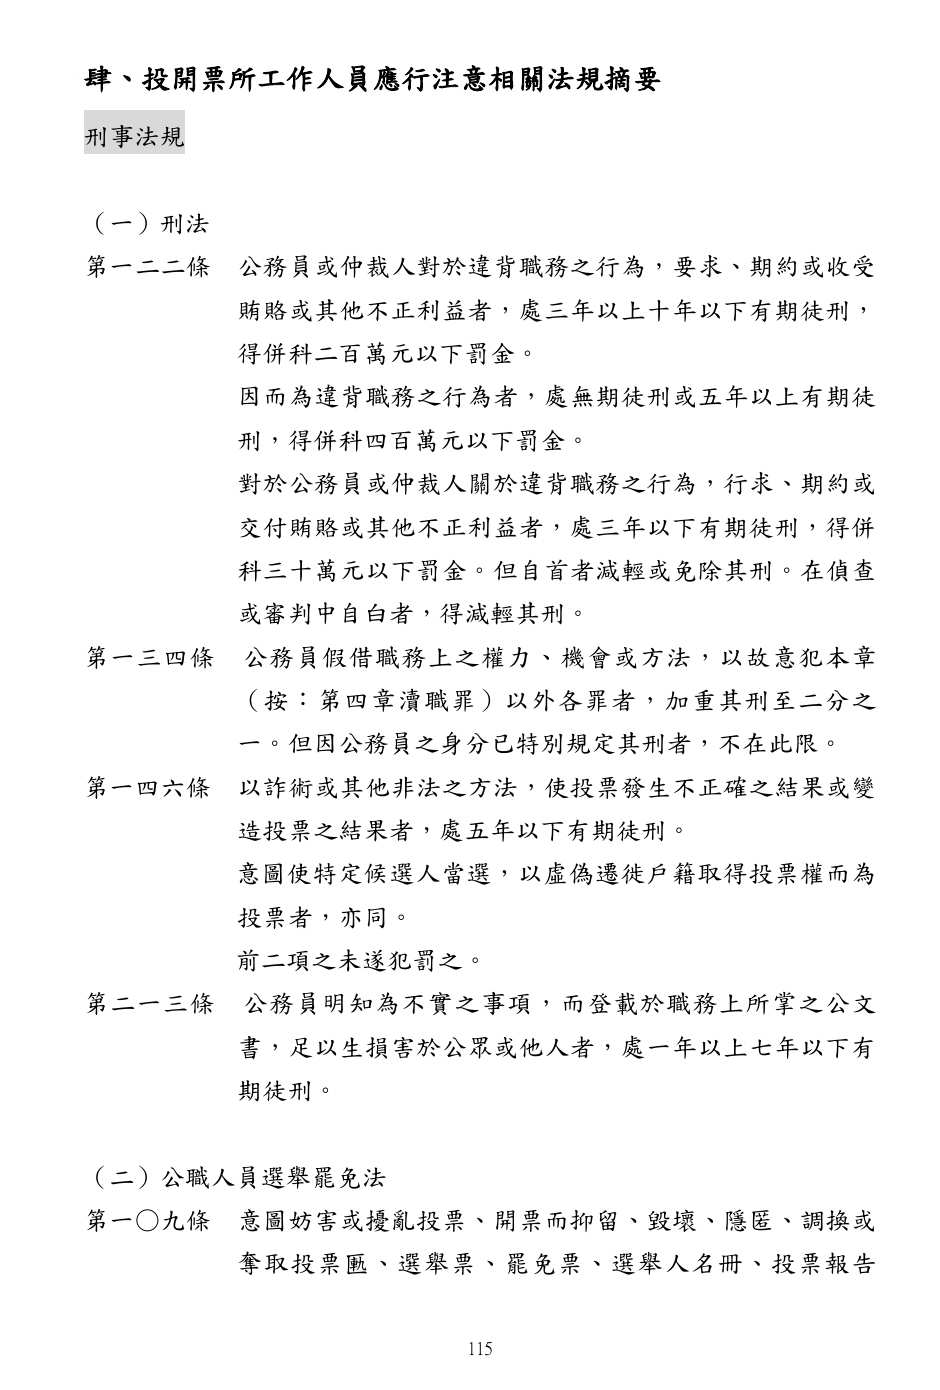 肆、投開票所工作人員應行注意相關法規摘要
刑事法規
（一）刑法
第一二二條　公務員或仲裁人對於違背職務之行為，要求、期約或收受
賄賂或其他不正利益者，處三年以上十年以下有期徒刑，
得併科二百萬元以下罰金。
因而為違背職務之行為者，處無期徒刑或五年以上有期徒
刑，得併科四百萬元以下罰金。
對於公務員或仲裁人關於違背職務之行為，行求、期約或
交付賄賂或其他不正利益者，處三年以下有期徒刑，得併
科三十萬元以下罰金。但自首者減輕或免除其刑。在偵查
或審判中自白者，得減輕其刑。
第一三四條　公務員假借職務上之權力、機會或方法，以故意犯本章
（按：第四章瀆職罪）以外各罪者，加重其刑至二分之
一。但因公務員之身分已特別規定其刑者，不在此限。
第一四六條　以詐術或其他非法之方法，使投票發生不正確之結果或變
造投票之結果者，處五年以下有期徒刑。
意圖使特定候選人當選，以虛偽遷徙戶籍取得投票權而為
投票者，亦同。
前二項之未遂犯罰之。
第二一三條　公務員明知為不實之事項，而登載於職務上所掌之公文
書，足以生損害於公眾或他人者，處一年以上七年以下有
期徒刑。
（二）公職人員選舉罷免法
第一〇九條　意圖妨害或擾亂投票、開票而抑留、毀壞、隱匿、調換或
奪取投票匭、選舉票、罷免票、選舉人名冊、投票報告
115